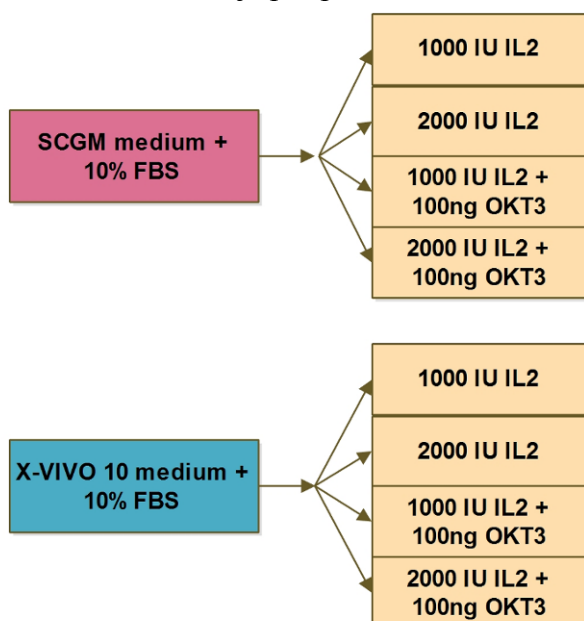 1000 IU IL2
SCGM medium +
10% FBS
2000 IU IL2
1000 IU IL2 +
100ng OKT3
2000 IU IL2 +
100ng OKT3
1000 IU IL2
X-VIVO 10 medium +
10% FBS
2000 IU IL2
1000 IU IL2 +
100ng OKT3
2000 IU IL2 +
100ng OKT3